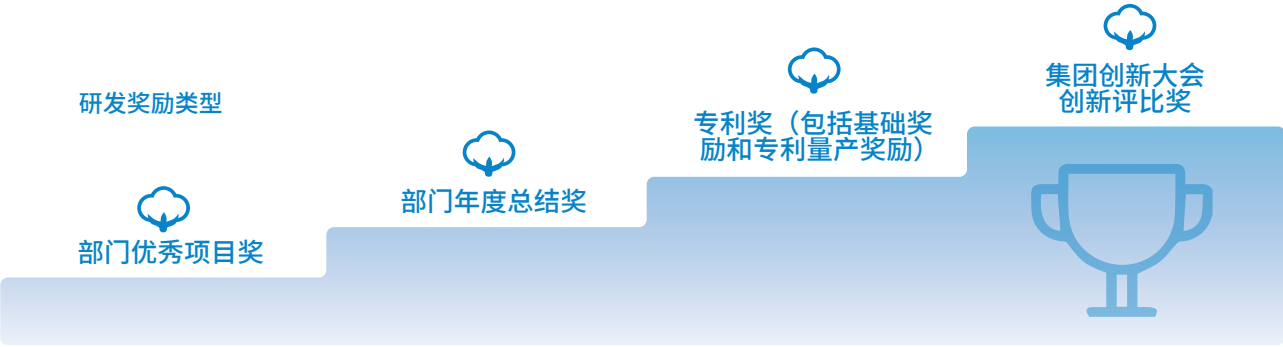 研发奖励类型
部门优秀项目奖
部门年度总结奖
专利奖（包括基础奖
励和专利量产奖励）
集团创新大会
创新评比奖